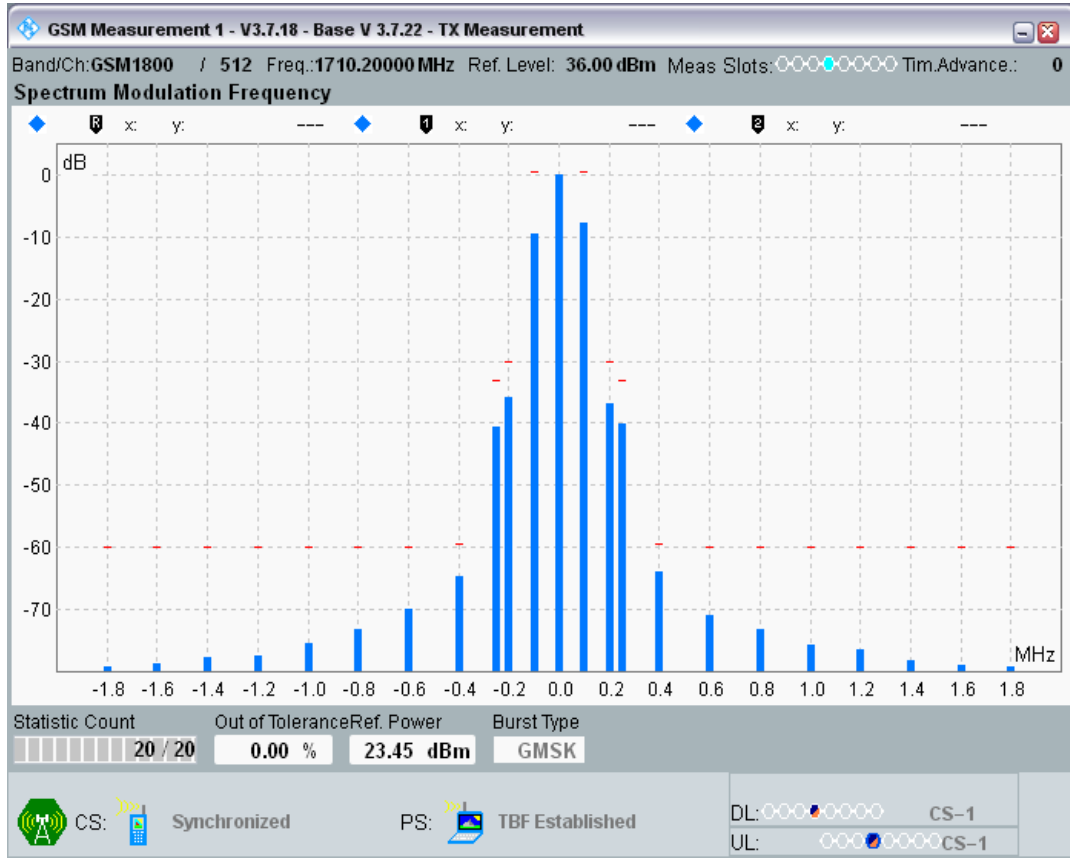 GSM Measurement 1 - V3.7.18 - Base V 3.7.22 - TX Measurement
Band/Ch:GSM1800 / 512 Freq.:1710.20000 MHz Ref. Level: 36.00 dBm Meas Slots: Tim.Advance.: 0
Spectrum Modulation Frequency
R x: y: --- 1 x: y: --- 2 x: y: ---
dB
0
-10
-20
-30
-40
-50
-60
-70
MHz
-1.8 -1.6 -1.4 -1.2 -1.0 -0.8 -0.6 -0.4 -0.2 0.0 0.2 0.4 0.6 0.8 1.0 1.2 1.4 1.6 1.8
Statistic Count Out of Tolerance Ref. Power Burst Type
20 / 20 0.00 % 23.45 dBm GMSK
CS: Synchronized PS: TBF Established DL: CS-1
UL: CS-1